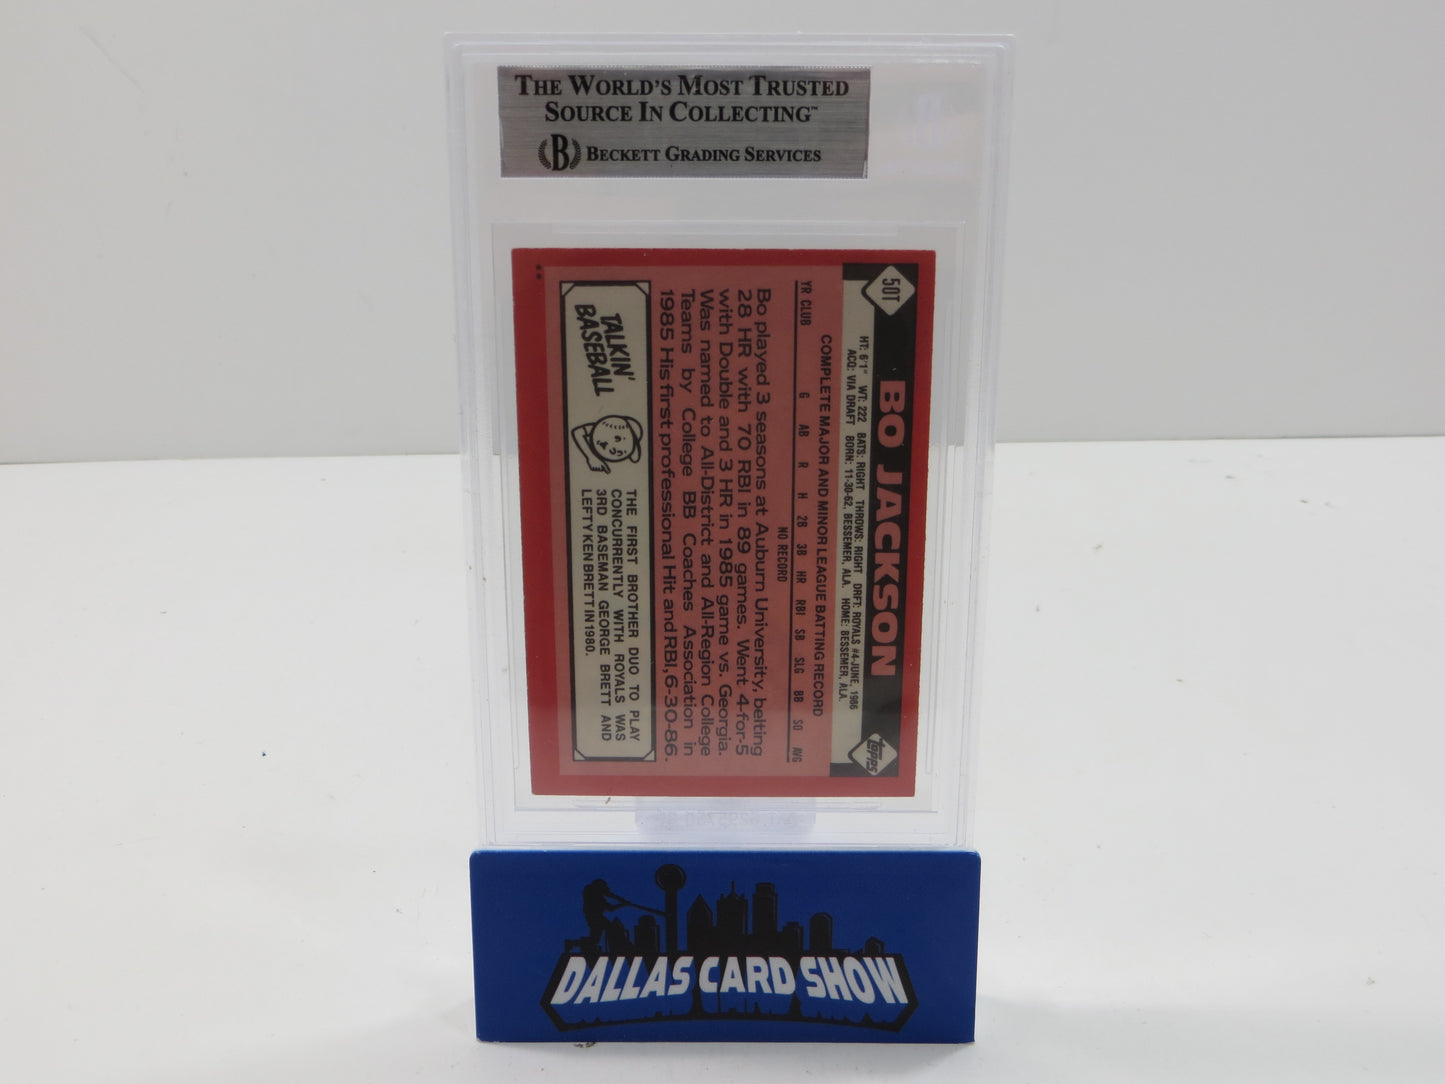 THE WORLD'S MOST TRUSTED
SOURCE IN COLLECTING™
B BECKETT GRADING SERVICES
50T
BO JACKSON
topps
HT: 6'1" WT: 222 BATS: RIGHT THROWS: RIGHT DRFT: ROYALS #4-JUNE, 1986
ACQ: VIA DRAFT BORN: 11-30-62, BESSEMER, ALA. HOME: BESSEMER, ALA.
COMPLETE MAJOR AND MINOR LEAGUE BATTING RECORD
YR CLUB G AB R H 2B 3B HR RBI SB SLG BB SO AVG
NO RECORD
Bo played 3 seasons at Auburn University, belting
28 HR with 70 RBI in 89 games. Went 4-for-5
with Double and 3 HR in 1985 game vs. Georgia.
Was named to All-District and All-Region College
Teams by College BB Coaches Association in
1985 His first professional Hit and RBI, 6-30-86.
TALKIN'
BASEBALL
THE FIRST BROTHER DUO TO PLAY
CONCURRENTLY WITH ROYALS WAS
3RD BASEMAN GEORGE BRETT AND
LEFTY KEN BRETT IN 1980.
**
DALLAS CARD SHOW